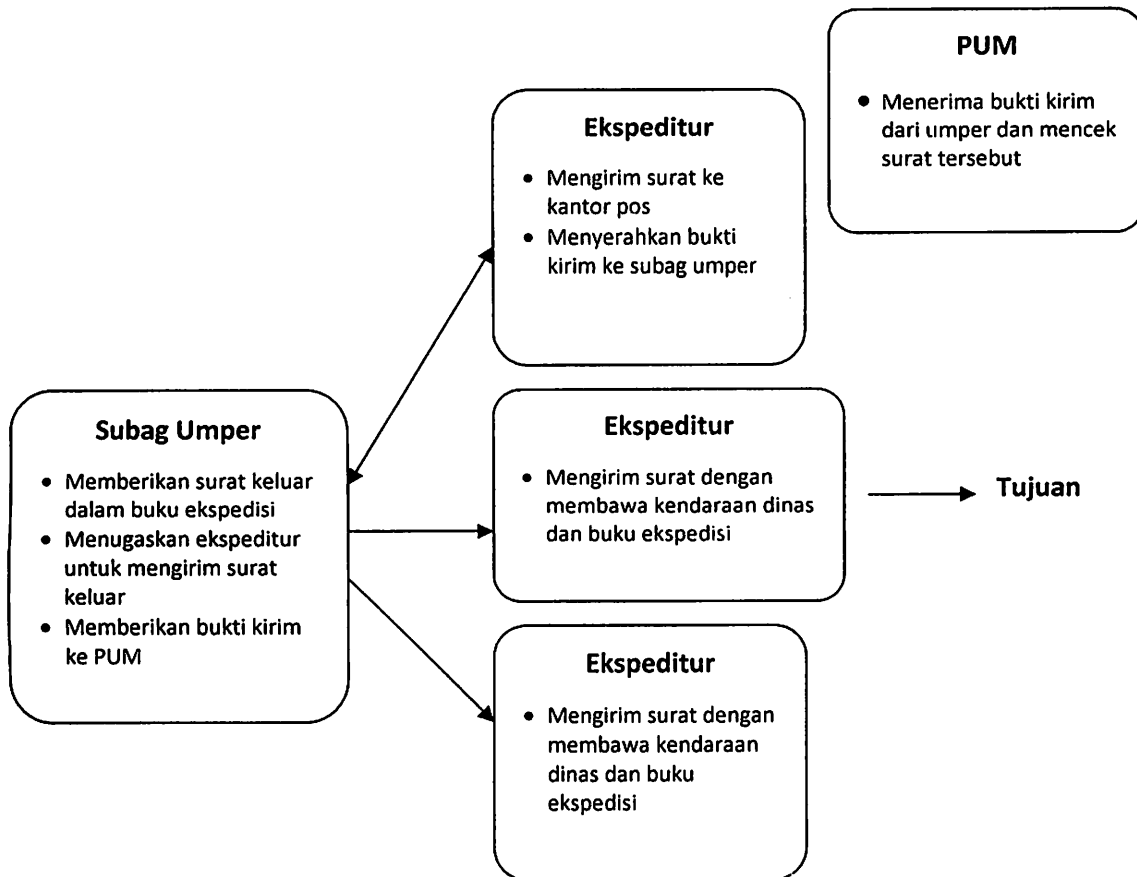 PUM
● Menerima bukti kirim
dari umper dan mencek
surat tersebut
Ekspeditur
● Mengirim surat ke
kantor pos
● Menyerahkan bukti
kirim ke subag umper
Subag Umper
● Memberikan surat keluar
dalam buku ekspedisi
● Menugaskan ekspeditur
untuk mengirim surat
keluar
● Memberikan bukti kirim
ke PUM
Ekspeditur
● Mengirim surat dengan
membawa kendaraan dinas
dan buku ekspedisi
Tujuan
Ekspeditur
● Mengirim surat dengan
membawa kendaraan
dinas dan buku
ekspedisi